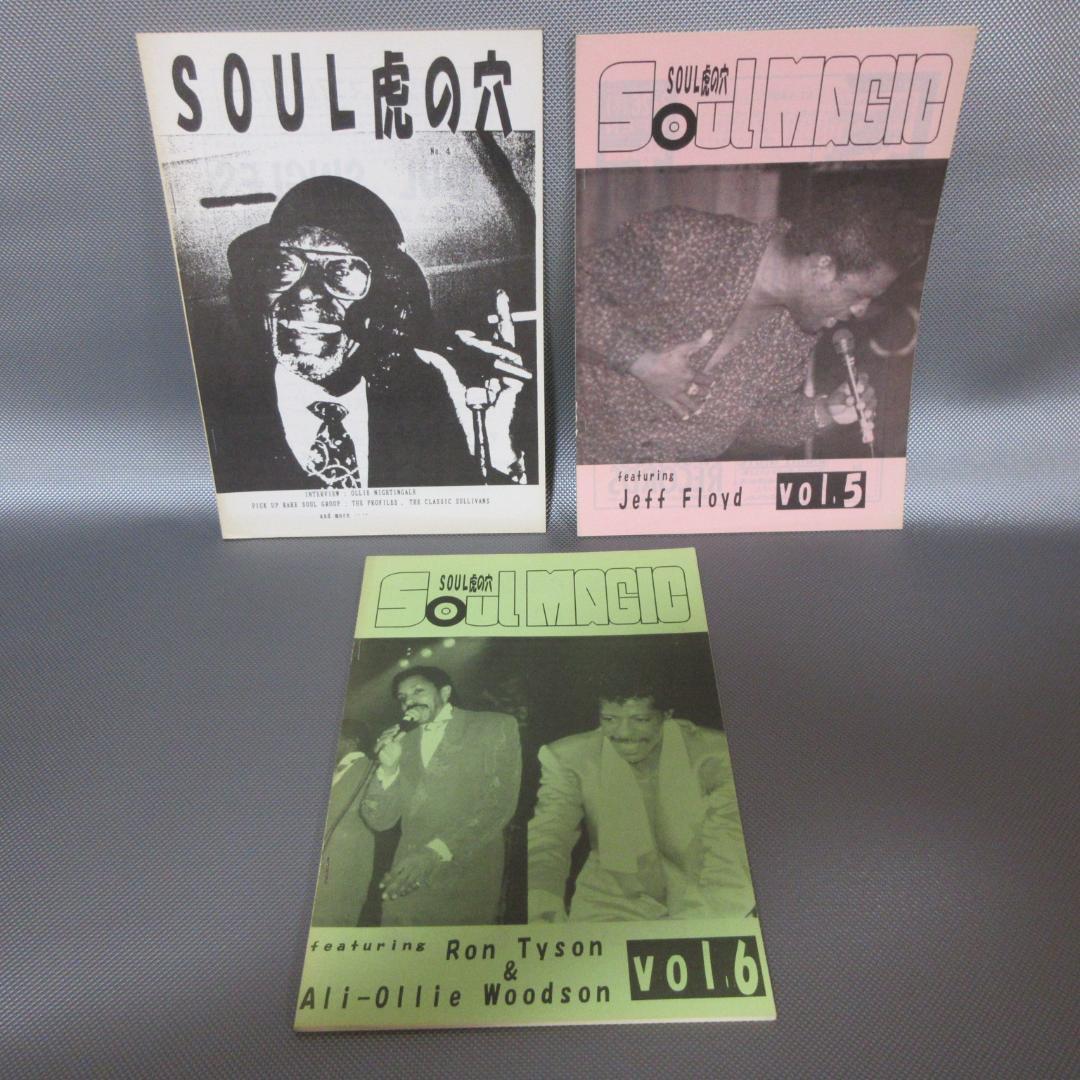 SOUL虎の穴
No. 4
INTERVIEW : OLLIE NIGHTINGALE
PICK UP RARE SOUL GROUP : THE PROFILES , THE CLASSIC SULLIVANS
and more ....
SOUL虎の穴
Soul MAGIC
featuring
Jeff Floyd
vol.5
SOUL虎の穴
Soul MAGIC
featuring Ron Tyson
&
Ali-Ollie Woodson
vol.6